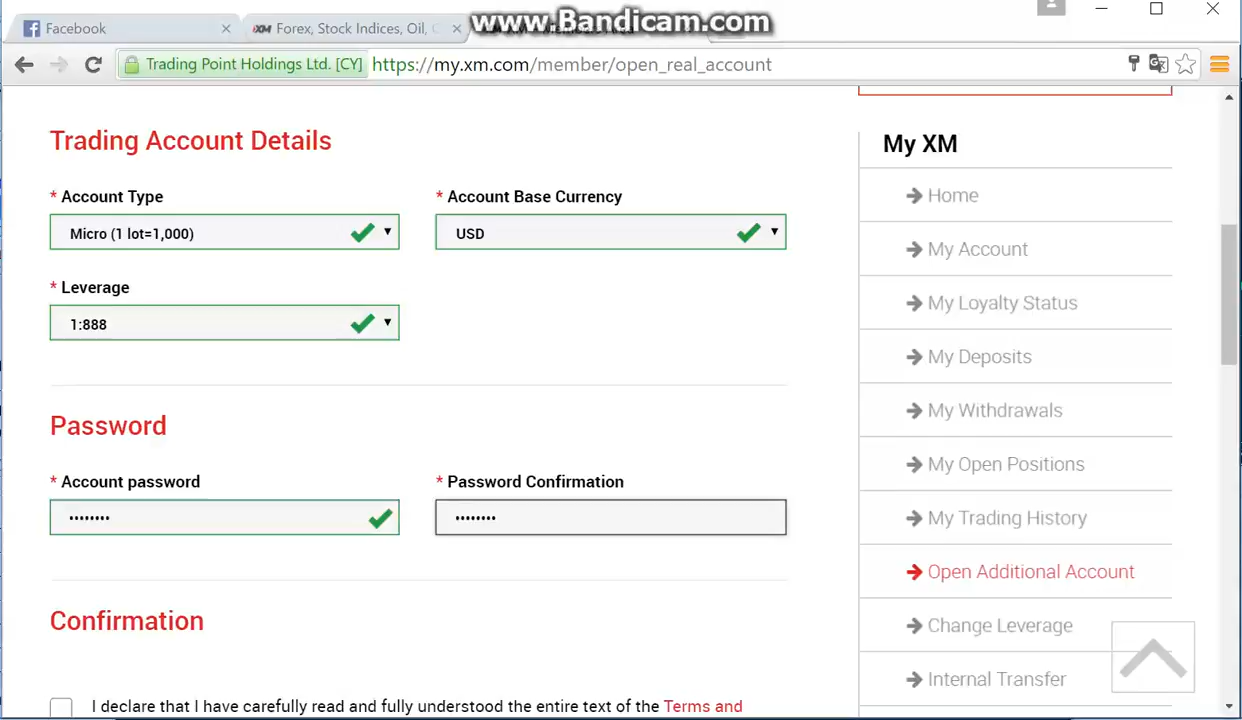 www.Bandicam.com
Facebook
XM Forex, Stock Indices, Oil,
Trading Point Holdings Ltd. [CY] https://my.xm.com/member/open_real_account
Trading Account Details
* Account Type
* Account Base Currency
Micro (1 lot=1,000)
USD
* Leverage
1:888
Password
* Account password
* Password Confirmation
••••••••
••••••••
Confirmation
I declare that I have carefully read and fully understood the entire text of the Terms and
My XM
Home
My Account
My Loyalty Status
My Deposits
My Withdrawals
My Open Positions
My Trading History
Open Additional Account
Change Leverage
Internal Transfer